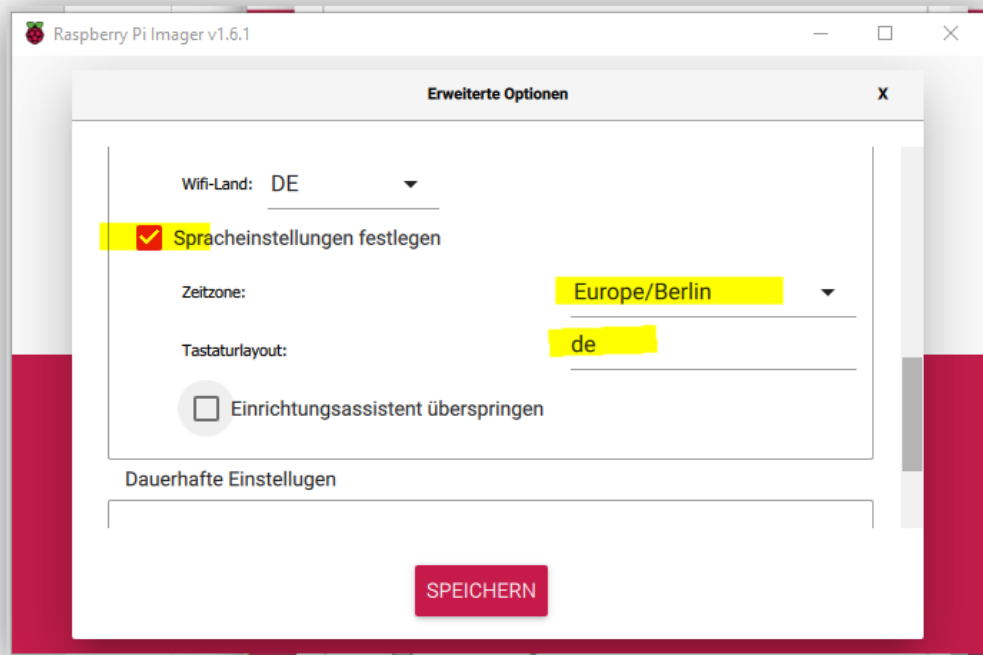 Raspberry Pi Imager v1.6.1
Erweiterte Optionen
X
Wifi-Land: DE
Spracheinstellungen festlegen
Zeitzone: Europe/Berlin
Tastaturlayout: de
Einrichtungsassistent überspringen
Dauerhafte Einstellugen
SPEICHERN